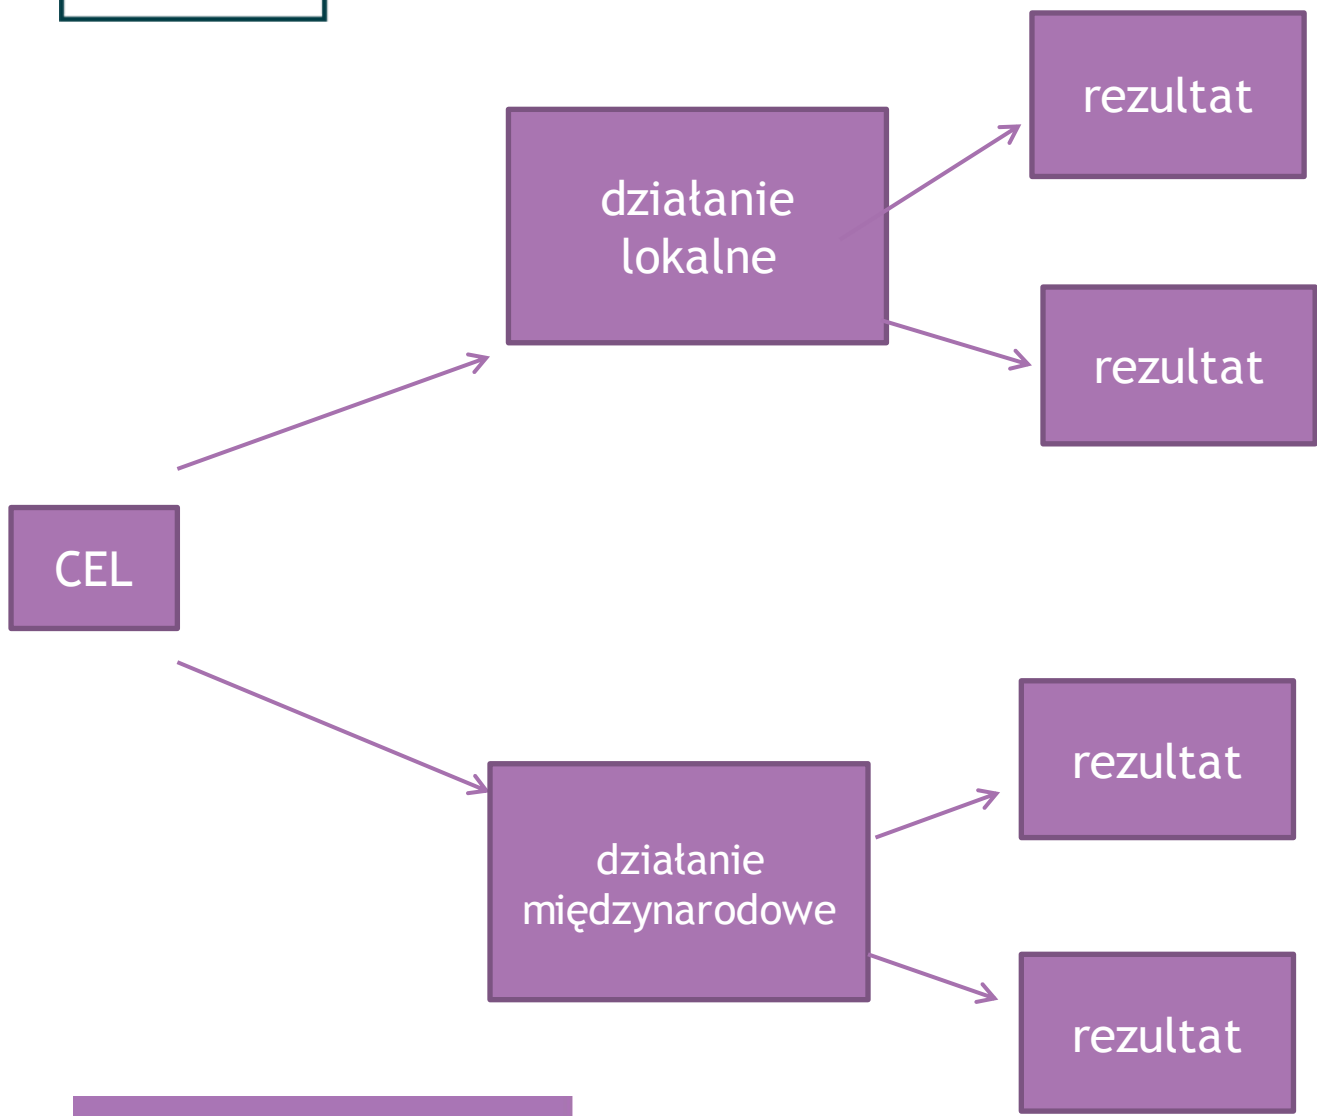 rezultat
działanie
lokalne
rezultat
CEL
rezultat
działanie
międzynarodowe
rezultat